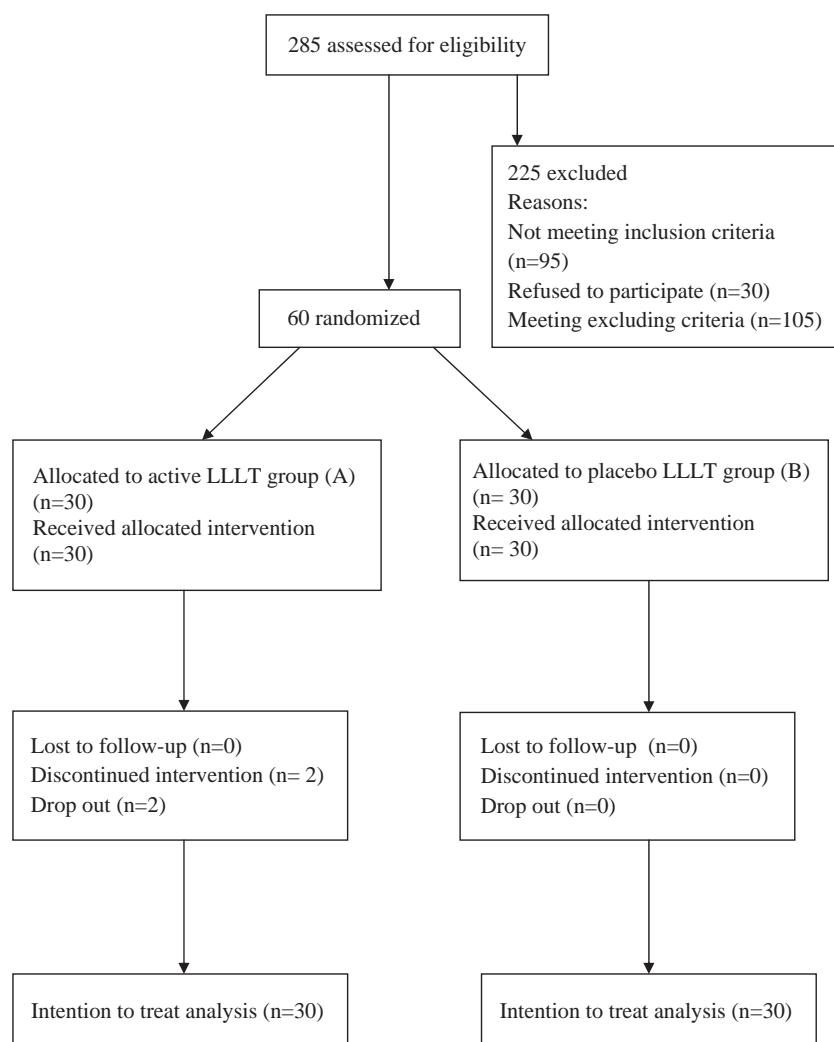 285 assessed for eligibility
225 excluded
Reasons:
Not meeting inclusion criteria
(n=95)
Refused to participate (n=30)
Meeting excluding criteria (n=105)
60 randomized
Allocated to active LLLT group (A)
(n=30)
Received allocated intervention
(n=30)
Allocated to placebo LLLT group (B)
(n= 30)
Received allocated intervention
(n= 30)
Lost to follow-up (n=0)
Discontinued intervention (n= 2)
Drop out (n=2)
Lost to follow-up  (n=0)
Discontinued intervention (n=0)
Drop out (n=0)
Intention to treat analysis (n=30)
Intention to treat analysis (n=30)